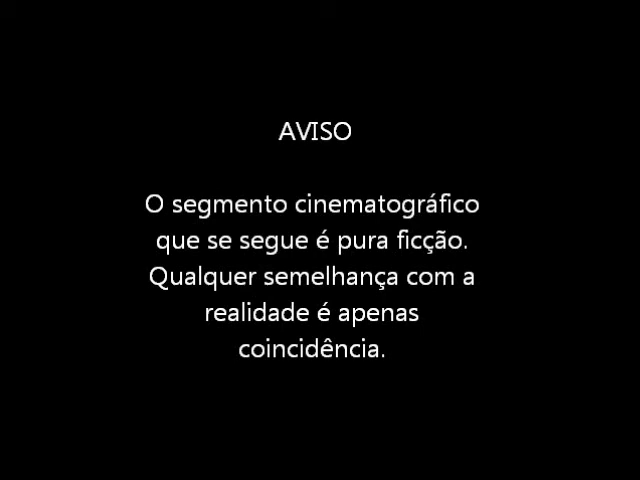 AVISO
O segmento cinematográfico
que se segue é pura ficção.
Qualquer semelhança com a
realidade é apenas
coincidência.